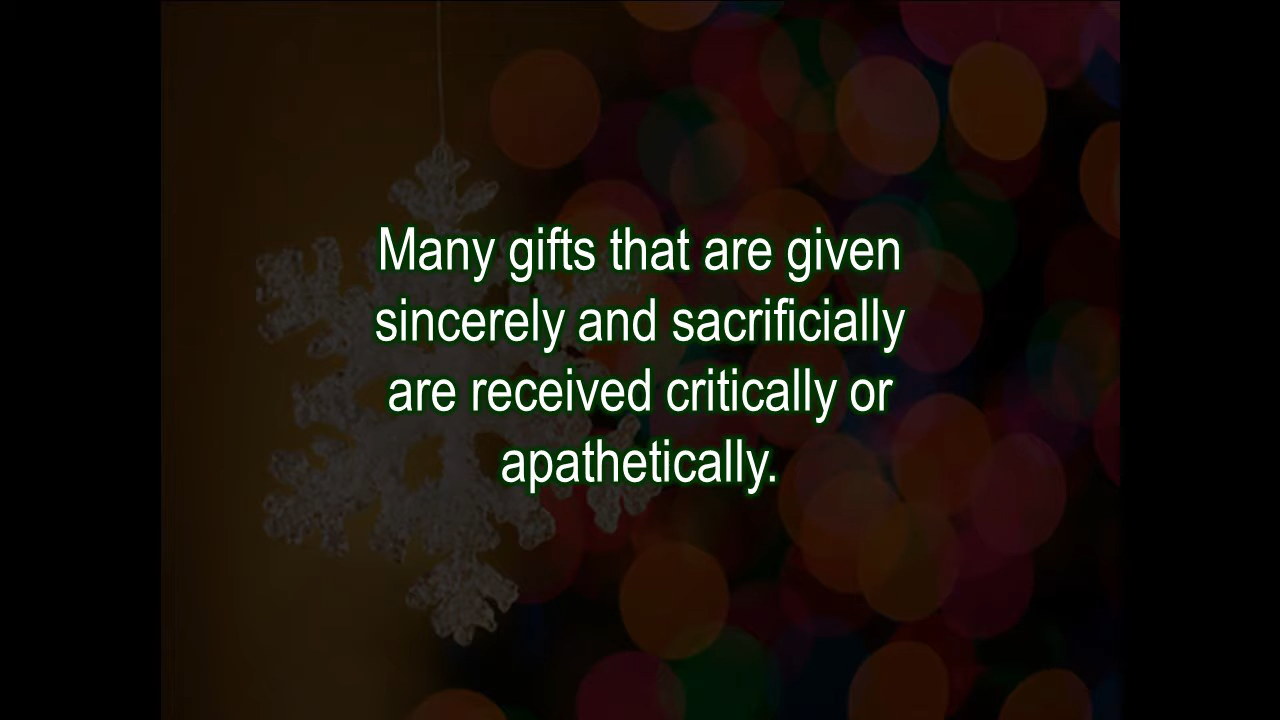 Many gifts that are given
sincerely and sacrificially
are received critically or
apathetically.